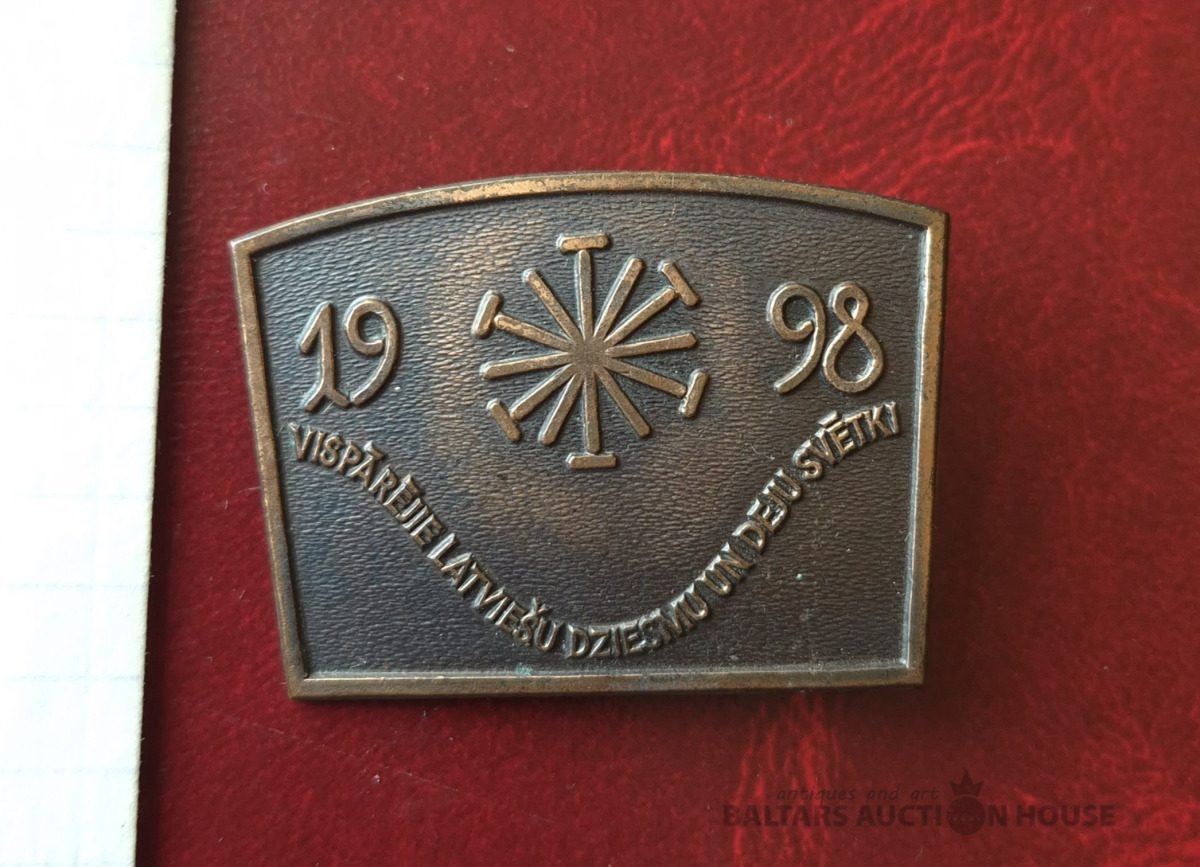 19 98
VISPĀRĒJIE LATVIEŠU DZIESMU UN DEJU SVĒTKI
antiques and art
BALTARS AUCTION HOUSE